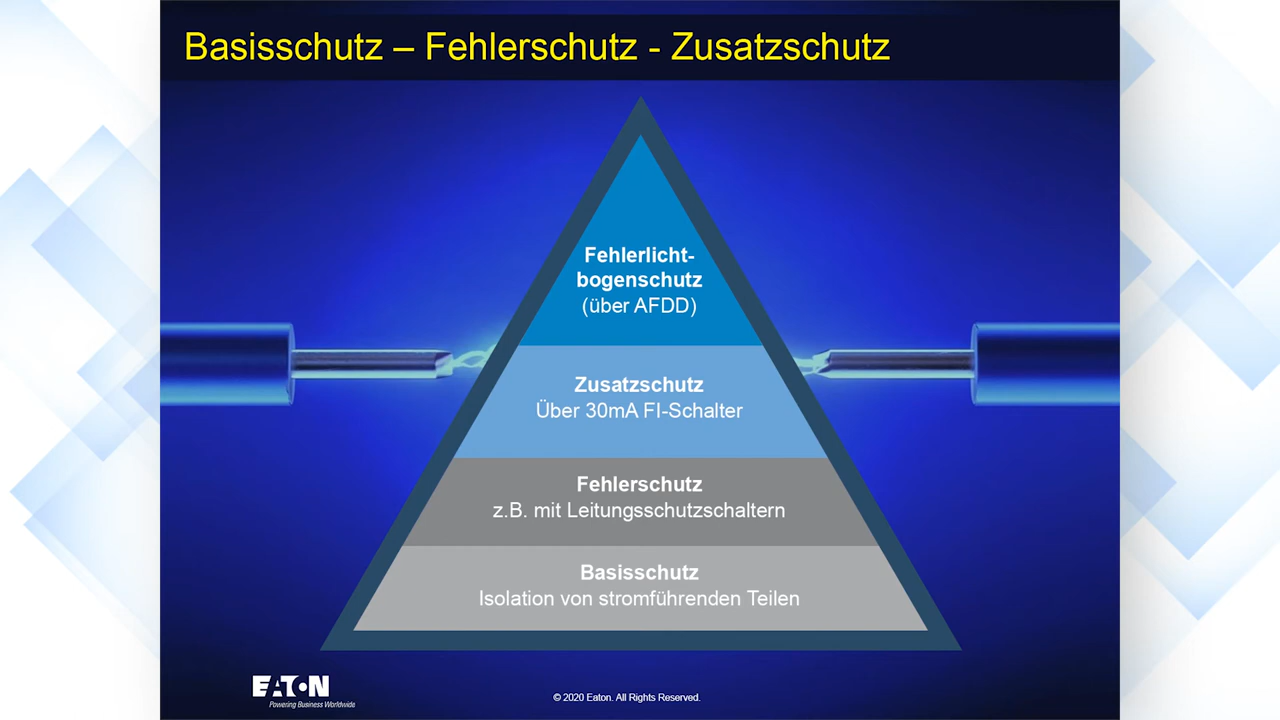 Basisschutz – Fehlerschutz - Zusatzschutz
Fehlerlicht-
bogenschutz
(über AFDD)
Zusatzschutz
Über 30mA FI-Schalter
Fehlerschutz
z.B. mit Leitungsschutzschaltern
Basisschutz
Isolation von stromführenden Teilen
EATON
Powering Business Worldwide
© 2020 Eaton. All Rights Reserved.